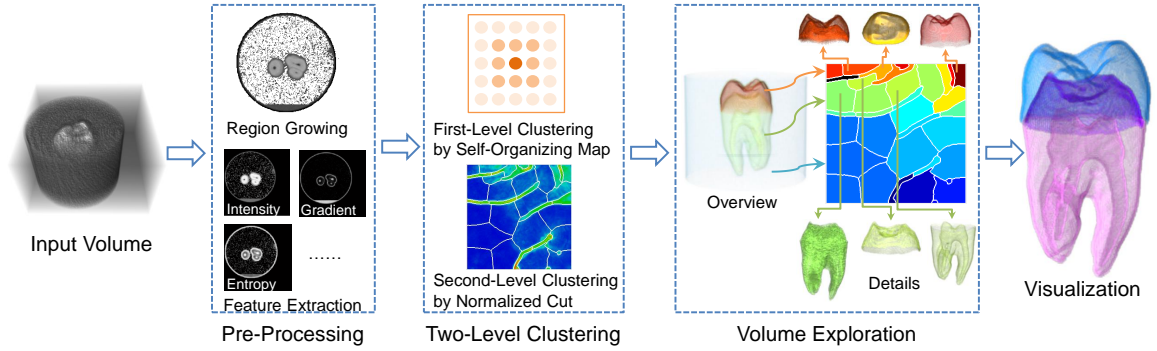 Input Volume
Region Growing
Intensity
Gradient
Entropy
......
Feature Extraction
Pre-Processing
First-Level Clustering
by Self-Organizing Map
Second-Level Clustering
by Normalized Cut
Two-Level Clustering
Overview
Details
Volume Exploration
Visualization